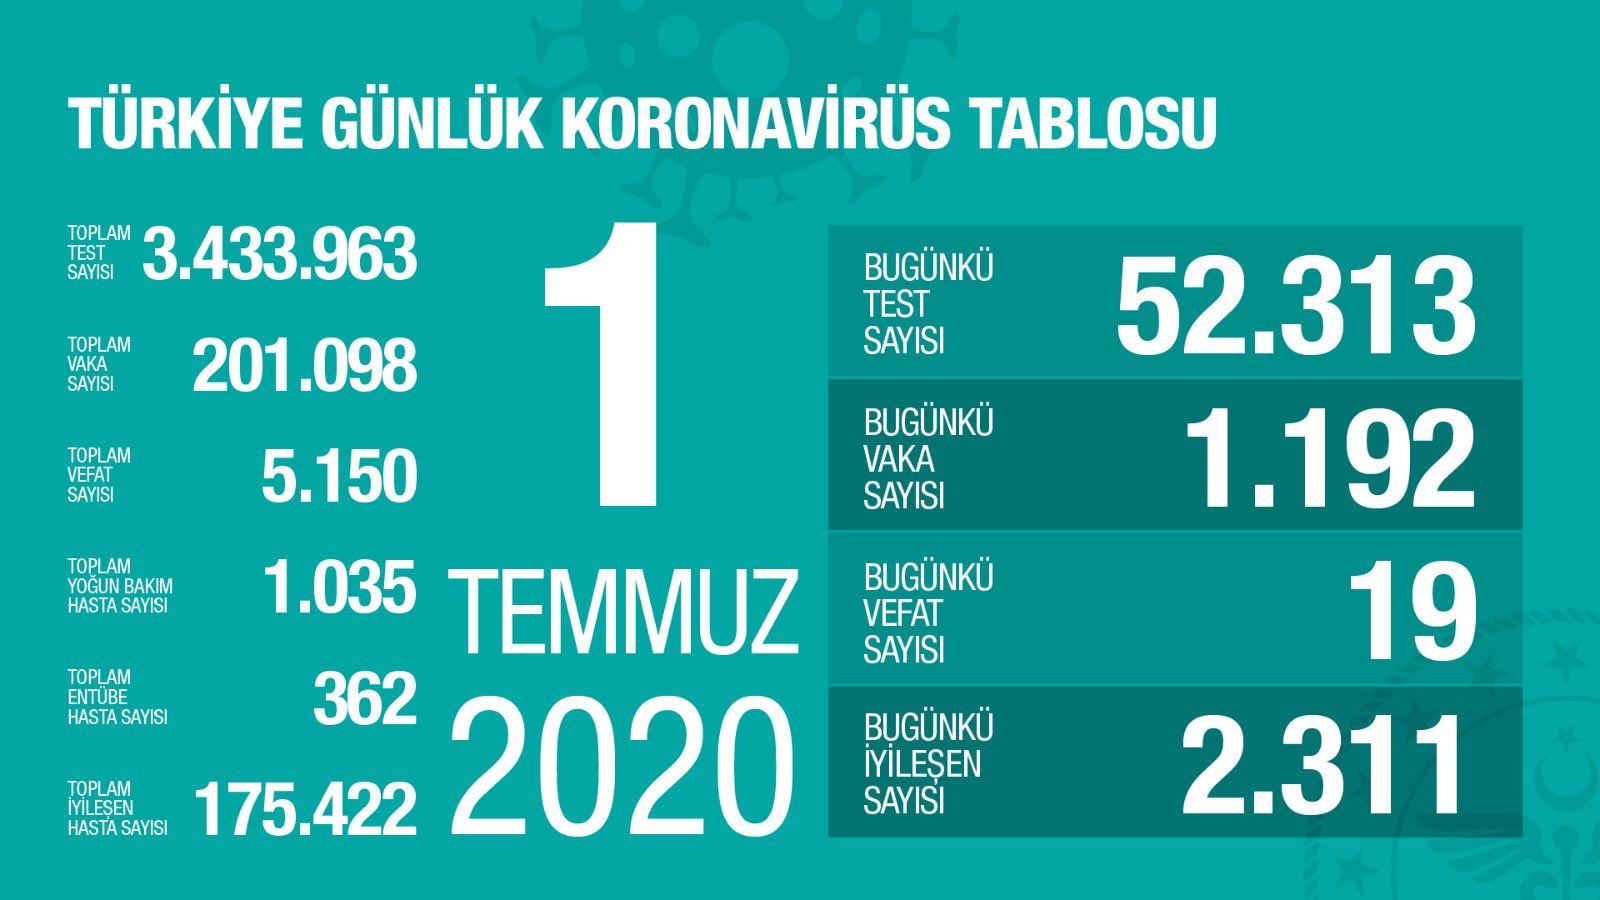 TÜRKİYE GÜNLÜK KORONAVİRÜS TABLOSU
TOPLAM
TEST
SAYISI
3.433.963
TOPLAM
VAKA
SAYISI
201.098
TOPLAM
VEFAT
SAYISI
5.150
TOPLAM
YOĞUN BAKIM
HASTA SAYISI
1.035
TOPLAM
ENTÜBE
HASTA SAYISI
362
TOPLAM
İYİLEŞEN
HASTA SAYISI
175.422
1
TEMMUZ
2020
BUGÜNKÜ
TEST
SAYISI
52.313
BUGÜNKÜ
VAKA
SAYISI
1.192
BUGÜNKÜ
VEFAT
SAYISI
19
BUGÜNKÜ
İYİLEŞEN
SAYISI
2.311